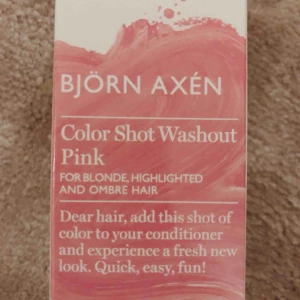 BJÖRN AXÉN
Color Shot Washout
Pink
FOR BLONDE, HIGHLIGHTED
AND OMBRE HAIR
Dear hair, add this shot of
color to your conditioner
and experience a fresh new
look. Quick, easy, fun!